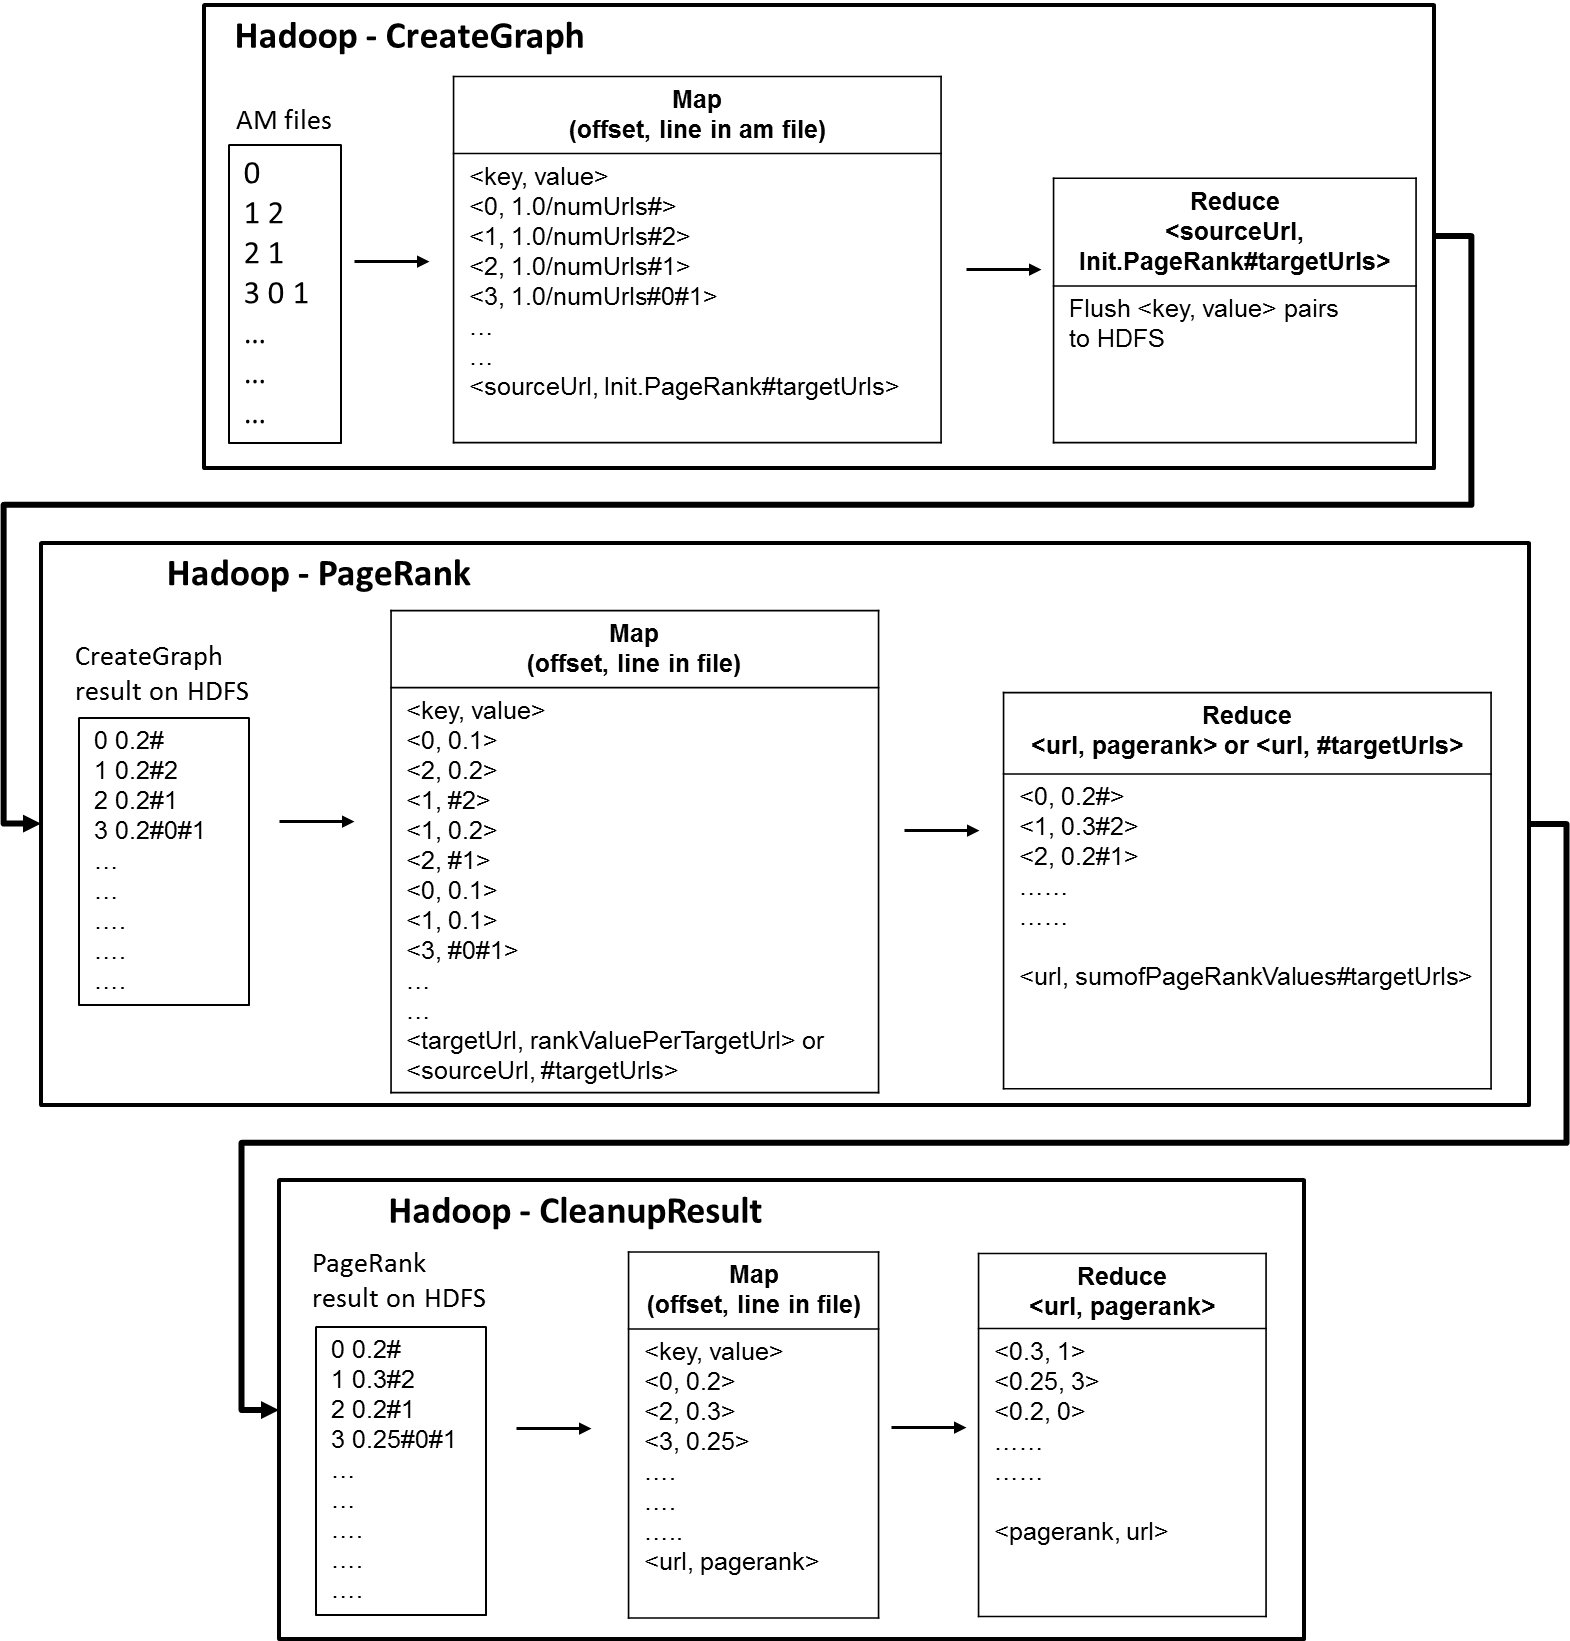 Hadoop - CreateGraph
AM files
0
1 2
2 1
3 0 1
...
...
...
Map
(offset, line in am file)
<key, value>
<0, 1.0/numUrls#>
<1, 1.0/numUrls#2>
<2, 1.0/numUrls#1>
<3, 1.0/numUrls#0#1>
...
...
<sourceUrl, Init.PageRank#targetUrls>
Reduce
<sourceUrl,
Init.PageRank#targetUrls>
Flush <key, value> pairs
to HDFS
Hadoop - PageRank
CreateGraph
result on HDFS
0 0.2#
1 0.2#2
2 0.2#1
3 0.2#0#1
...
...
....
....
....
Map
(offset, line in file)
<key, value>
<0, 0.1>
<2, 0.2>
<1, #2>
<1, 0.2>
<2, #1>
<0, 0.1>
<1, 0.1>
<3, #0#1>
...
...
<targetUrl, rankValuePerTargetUrl> or
<sourceUrl, #targetUrls>
Reduce
<url, pagerank> or <url, #targetUrls>
<0, 0.2#>
<1, 0.3#2>
<2, 0.2#1>
......
......
<url, sumofPageRankValues#targetUrls>
Hadoop - CleanupResult
PageRank
result on HDFS
0 0.2#
1 0.3#2
2 0.2#1
3 0.25#0#1
...
...
....
....
....
Map
(offset, line in file)
<key, value>
<0, 0.2>
<2, 0.3>
<3, 0.25>
....
....
.....
<url, pagerank>
Reduce
<url, pagerank>
<0.3, 1>
<0.25, 3>
<0.2, 0>
......
......
<pagerank, url>